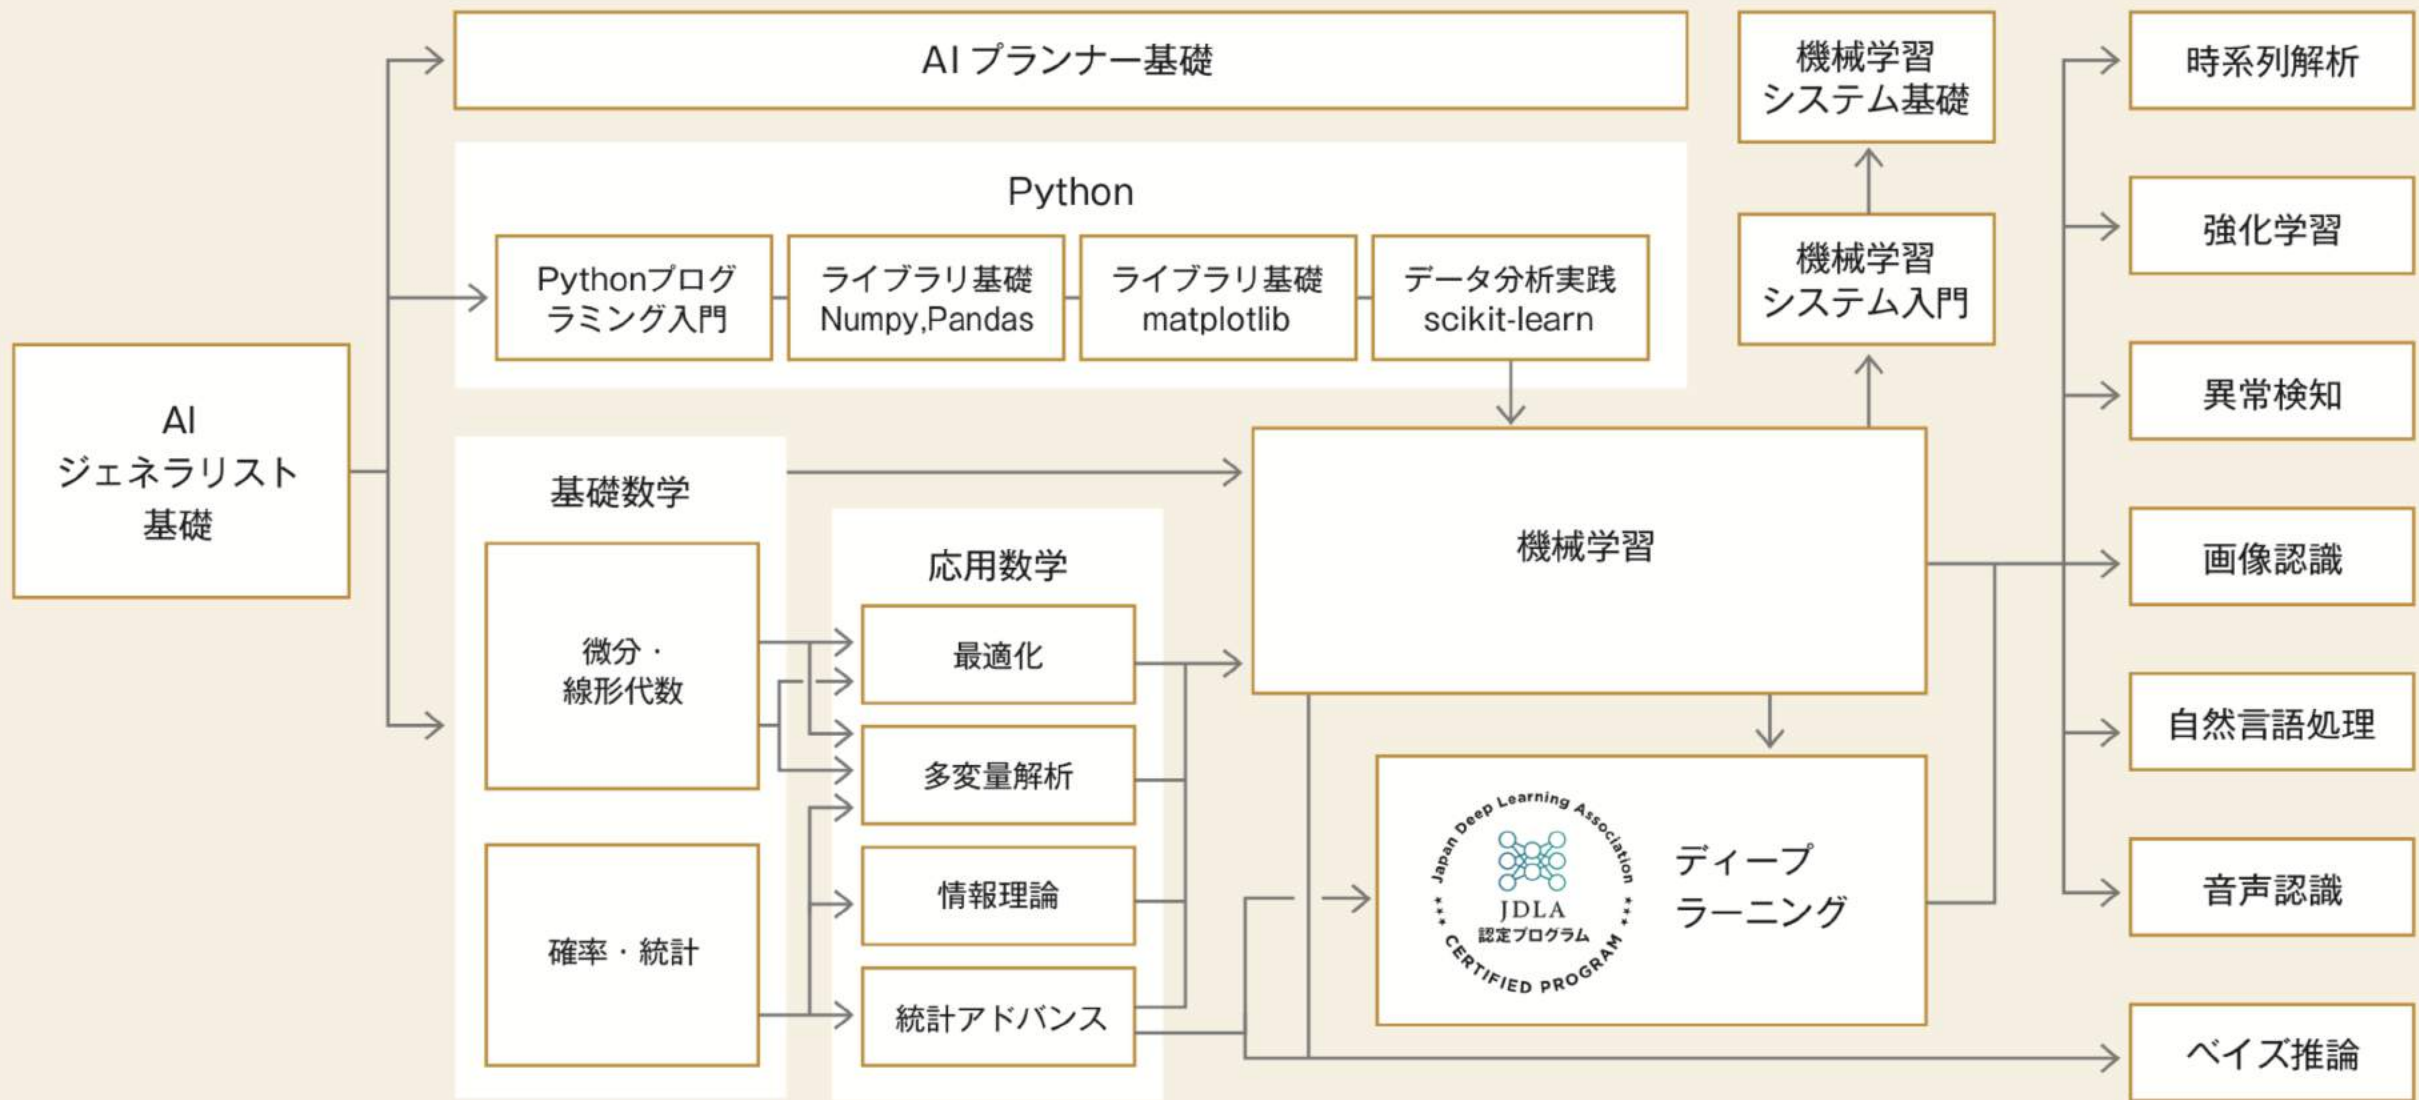 AI プランナー基礎
機械学習
システム基礎
時系列解析
Python
Pythonプログ
ラミング入門
ライブラリ基礎
Numpy,Pandas
ライブラリ基礎
matplotlib
データ分析実践
scikit-learn
機械学習
システム入門
強化学習
AI
ジェネラリスト
基礎
異常検知
基礎数学
微分・
線形代数
確率・統計
応用数学
最適化
多変量解析
情報理論
統計アドバンス
機械学習
画像認識
自然言語処理
Japan Deep Learning Association
JDLA
認定プログラム
CERTIFIED PROGRAM
ディープ
ラーニング
音声認識
ベイズ推論